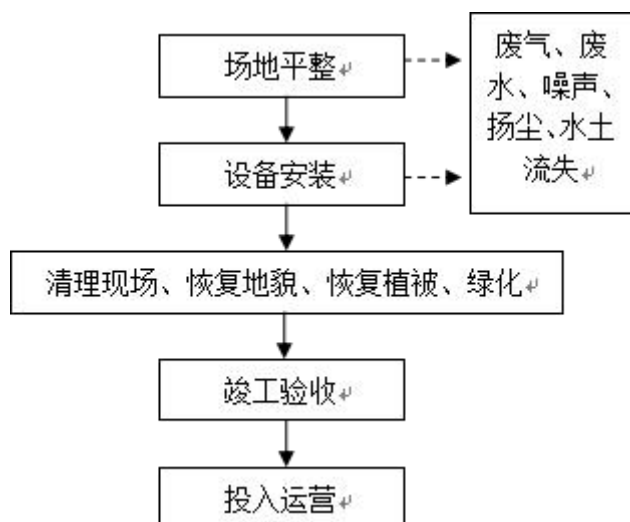 场地平整
废气、废
水、噪声、
扬尘、水土
流失
设备安装
清理现场、恢复地貌、恢复植被、绿化
竣工验收
投入运营